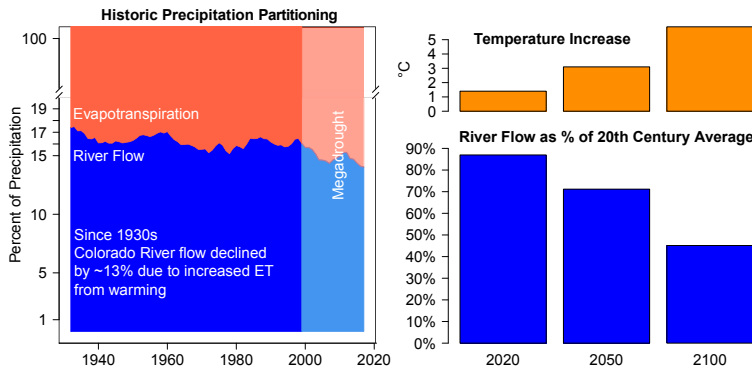 Historic Precipitation Partitioning
Percent of Precipitation
100
19
17
15
10
5
1
Evapotranspiration
River Flow
Megadrought
Since 1930s
Colorado River flow declined
by ~13% due to increased ET
from warming
1940
1960
1980
2000
2020
Temperature Increase
°C
5
4
3
2
1
0
River Flow as % of 20th Century Average
90%
80%
70%
60%
50%
40%
30%
20%
10%
0%
2020
2050
2100